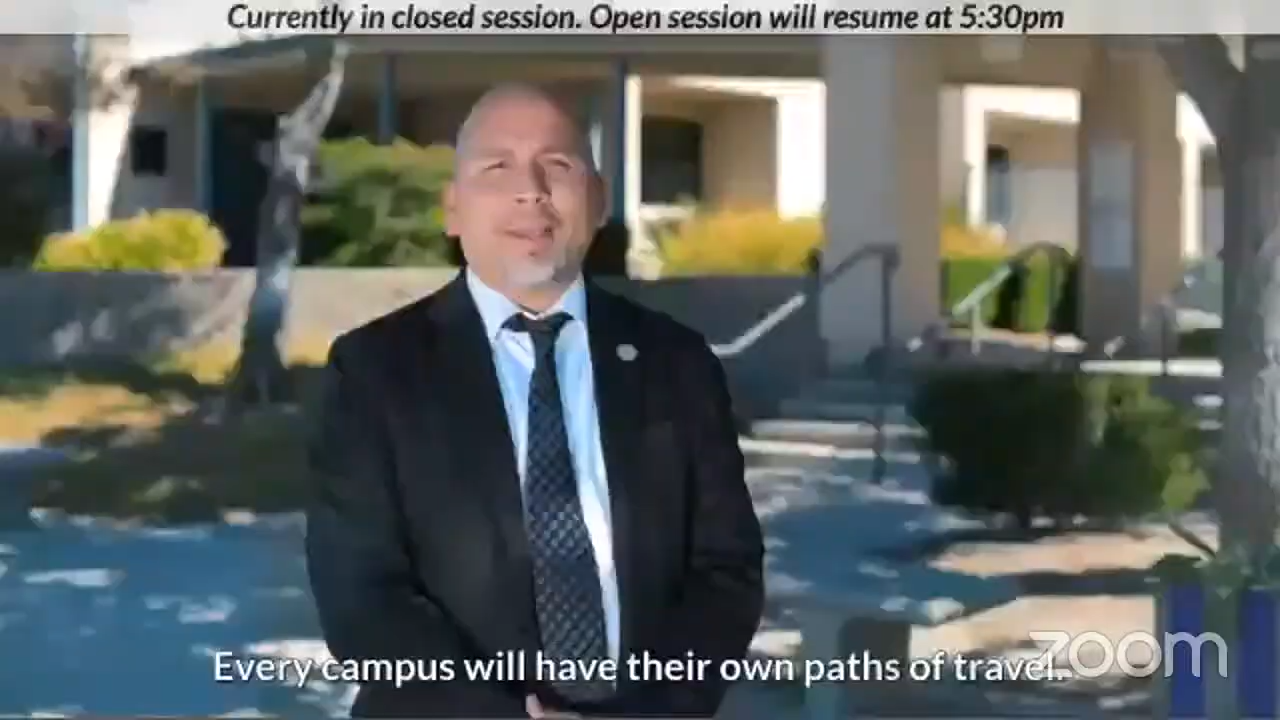 Currently in closed session. Open session will resume at 5:30pm
Every campus will have their own paths of travel.
zoom